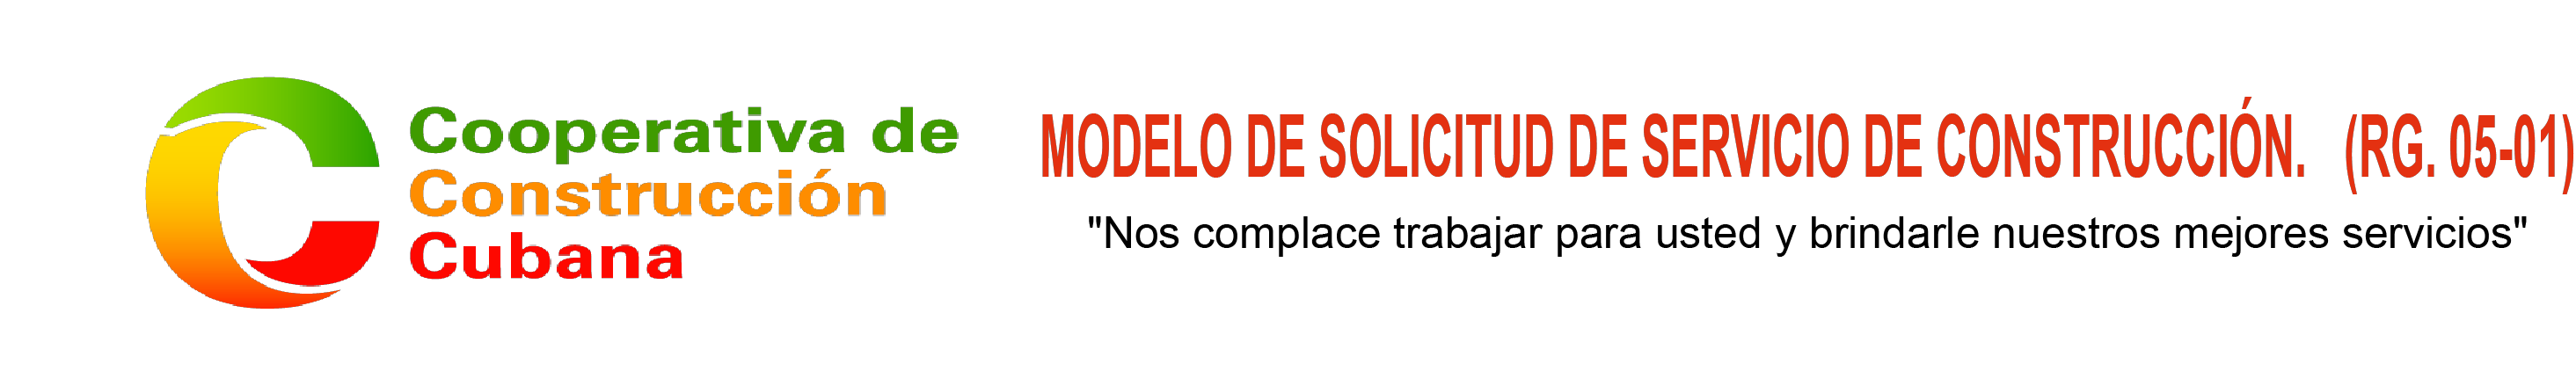 Cooperativa de
Construcción
Cubana
MODELO DE SOLICITUD DE SERVICIO DE CONSTRUCCIÓN. (RG. 05-01)
"Nos complace trabajar para usted y brindarle nuestros mejores servicios"